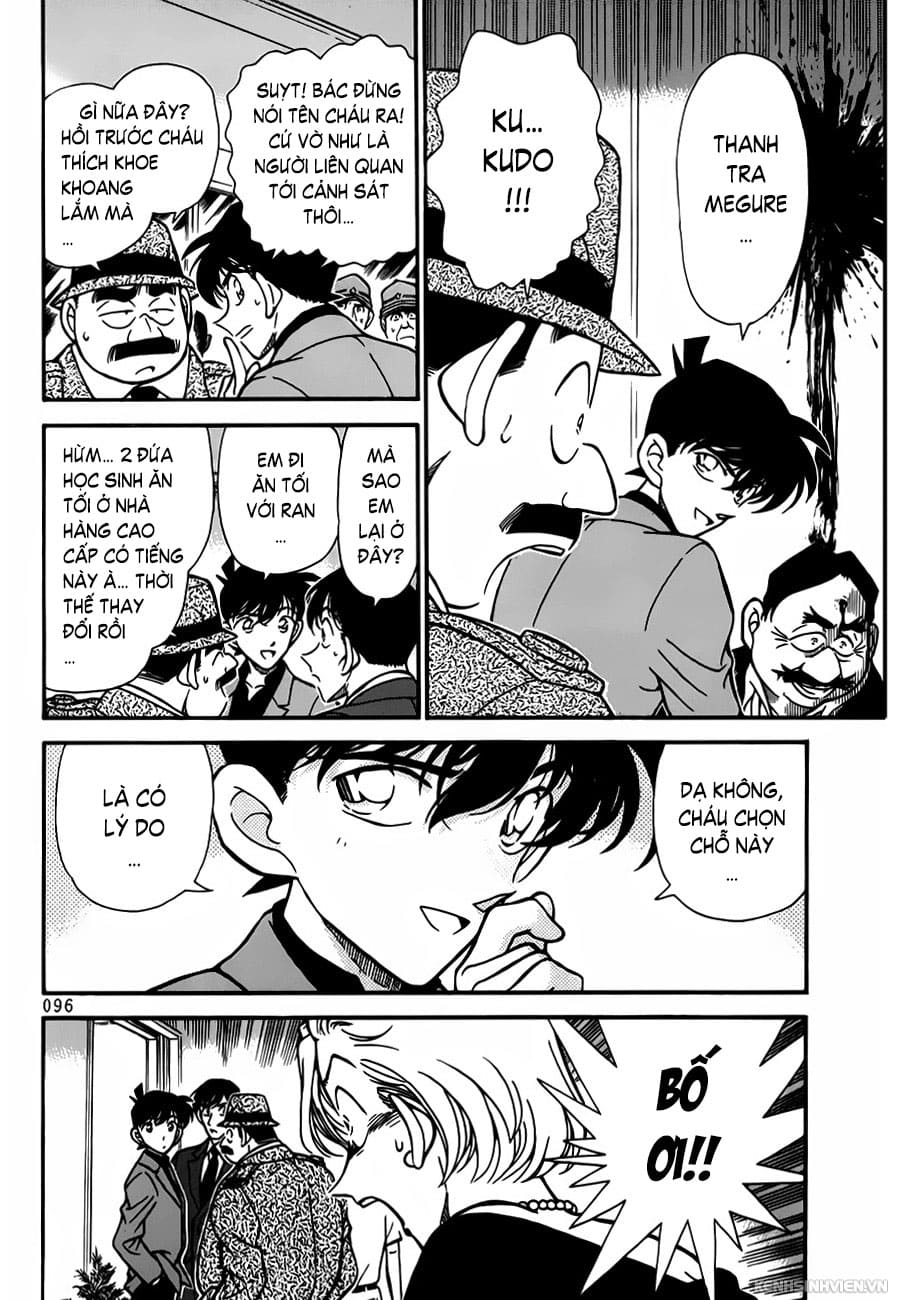 THANH
TRA
MEGURE
...
KU...
KUDO
!!!
SUỴT! BÁC ĐỪNG
NÓI TÊN CHÁU RA!
CỨ VỜ NHƯ LÀ
NGƯỜI LIÊN QUAN
TỚI CẢNH SÁT
THÔI...
GÌ NỮA ĐÂY?
HỒI TRƯỚC CHÁU
THÍCH KHOE
KHOANG
LẮM MÀ
...
MÀ
SAO
EM
LẠI Ở
ĐÂY?
EM ĐI
ĂN TỐI
VỚI RAN
...
HỪM... 2 ĐỨA
HỌC SINH ĂN
TỐI Ở NHÀ
HÀNG CAO
CẤP CÓ TIẾNG
NÀY À... THỜI
THẾ THAY
ĐỔI RỒI
...
DẠ KHÔNG,
CHÁU CHỌN
CHỖ NÀY
...
LÀ CÓ
LÝ DO
...
096
BỐ
ƠI!!
KENHSINHVIEN.VN